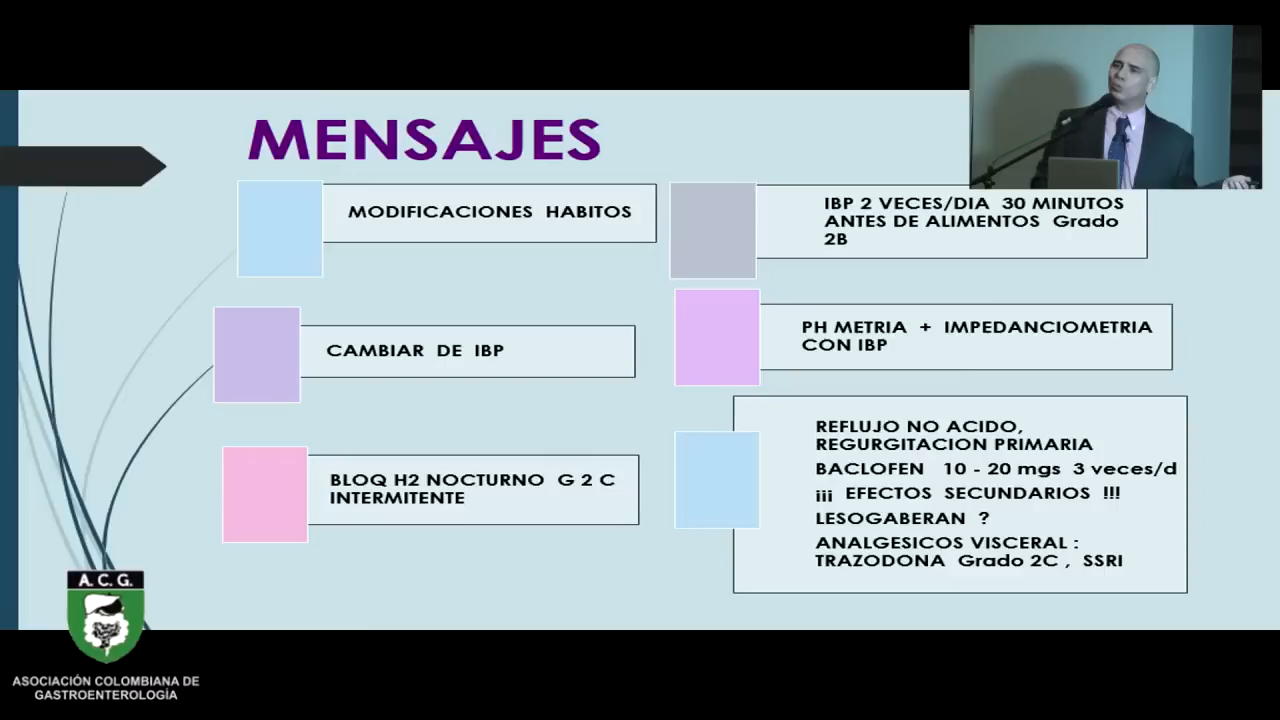 MENSAJES
MODIFICACIONES HABITOS
IBP 2 VECES/DIA 30 MINUTOS
ANTES DE ALIMENTOS Grado
2B
CAMBIAR DE IBP
PH METRIA + IMPEDANCIOMETRIA
CON IBP
BLOQ H2 NOCTURNO G 2 C
INTERMITENTE
REFLUJO NO ACIDO,
REGURGITACION PRIMARIA
BACLOFEN 10 - 20 mgs 3 veces/d
¡¡¡ EFECTOS SECUNDARIOS !!!
LESOGABERAN ?
ANALGESICOS VISCERAL :
TRAZODONA Grado 2C , SSRI
A.C.G.
ASOCIACIÓN COLOMBIANA DE
GASTROENTEROLOGÍA